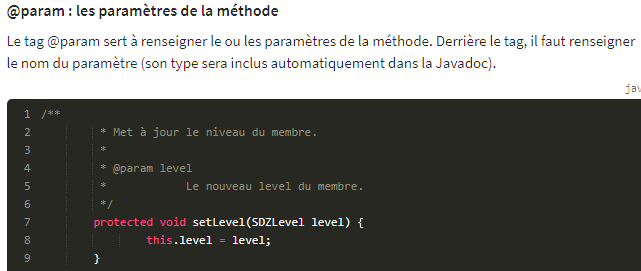 @param : les paramètres de la méthode
Le tag @param sert à renseigner le ou les paramètres de la méthode. Derrière le tag, il faut renseigner
le nom du paramètre (son type sera inclus automatiquement dans la Javadoc).
jav
1 /**
2 * Met à jour le niveau du membre.
3 *
4 * @param level
5 * Le nouveau level du membre.
6 */
7 protected void setLevel(SDZLevel level) {
8 this.level = level;
9 }